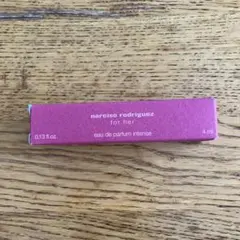 narciso rodriguez
for her
eau de parfum intense
0.13 fl oz
4 ml